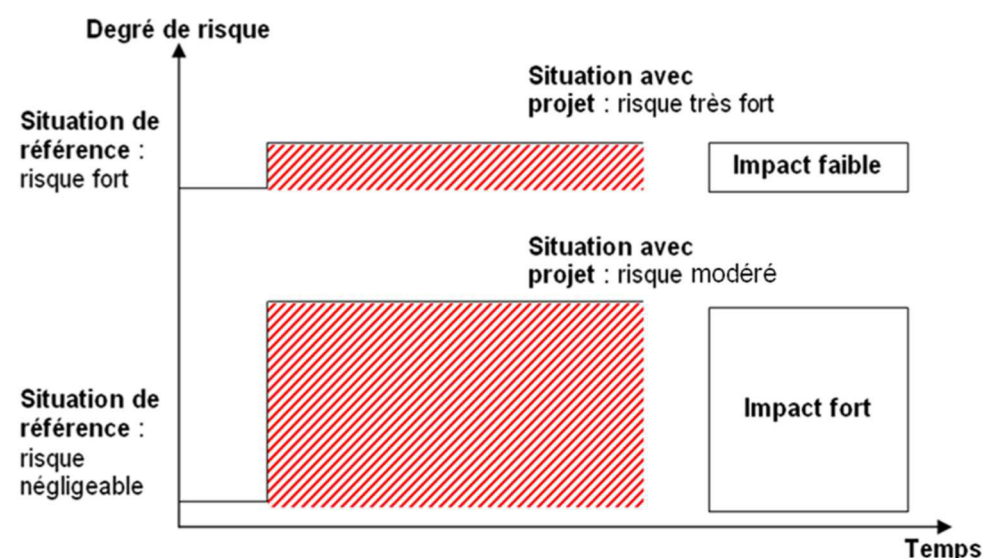 Degré de risque
Situation avec
projet : risque très fort
Situation de
référence :
risque fort
Impact faible
Situation avec
projet : risque modéré
Situation de
référence :
risque
négligeable
Impact fort
Temps